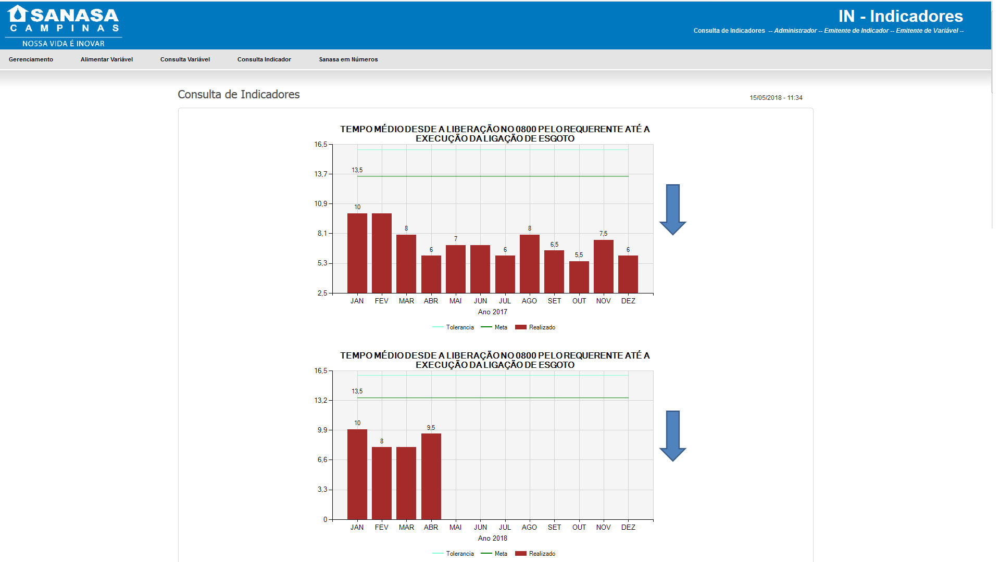 SANASA
CAMPINAS
NOSSA VIDA É INOVAR
IN - Indicadores
Consulta de Indicadores -- Administrador -- Emitente de Indicador -- Emitente de Variável --
Gerenciamento Alimentar Variável Consulta Variável Consulta Indicador Sanasa em Números
Consulta de Indicadores
15/05/2018 - 11:34
TEMPO MÉDIO DESDE A LIBERAÇÃO NO 0800 PELO REQUERENTE ATÉ A
EXECUÇÃO DA LIGAÇÃO DE ESGOTO
16,5
13,5
13,7
10,9
10
8 8
8,1 7,5
7
6,5
6 6 6
5,5
5,3
2,5
JAN FEV MAR ABR MAI JUN JUL AGO SET OUT NOV DEZ
Ano 2017
Tolerancia Meta Realizado
TEMPO MÉDIO DESDE A LIBERAÇÃO NO 0800 PELO REQUERENTE ATÉ A
EXECUÇÃO DA LIGAÇÃO DE ESGOTO
16,5
13,5
13,2
10
9,9 9,5
8
6,6
3,3
0
JAN FEV MAR ABR MAI JUN JUL AGO SET OUT NOV DEZ
Ano 2018
Tolerancia Meta Realizado